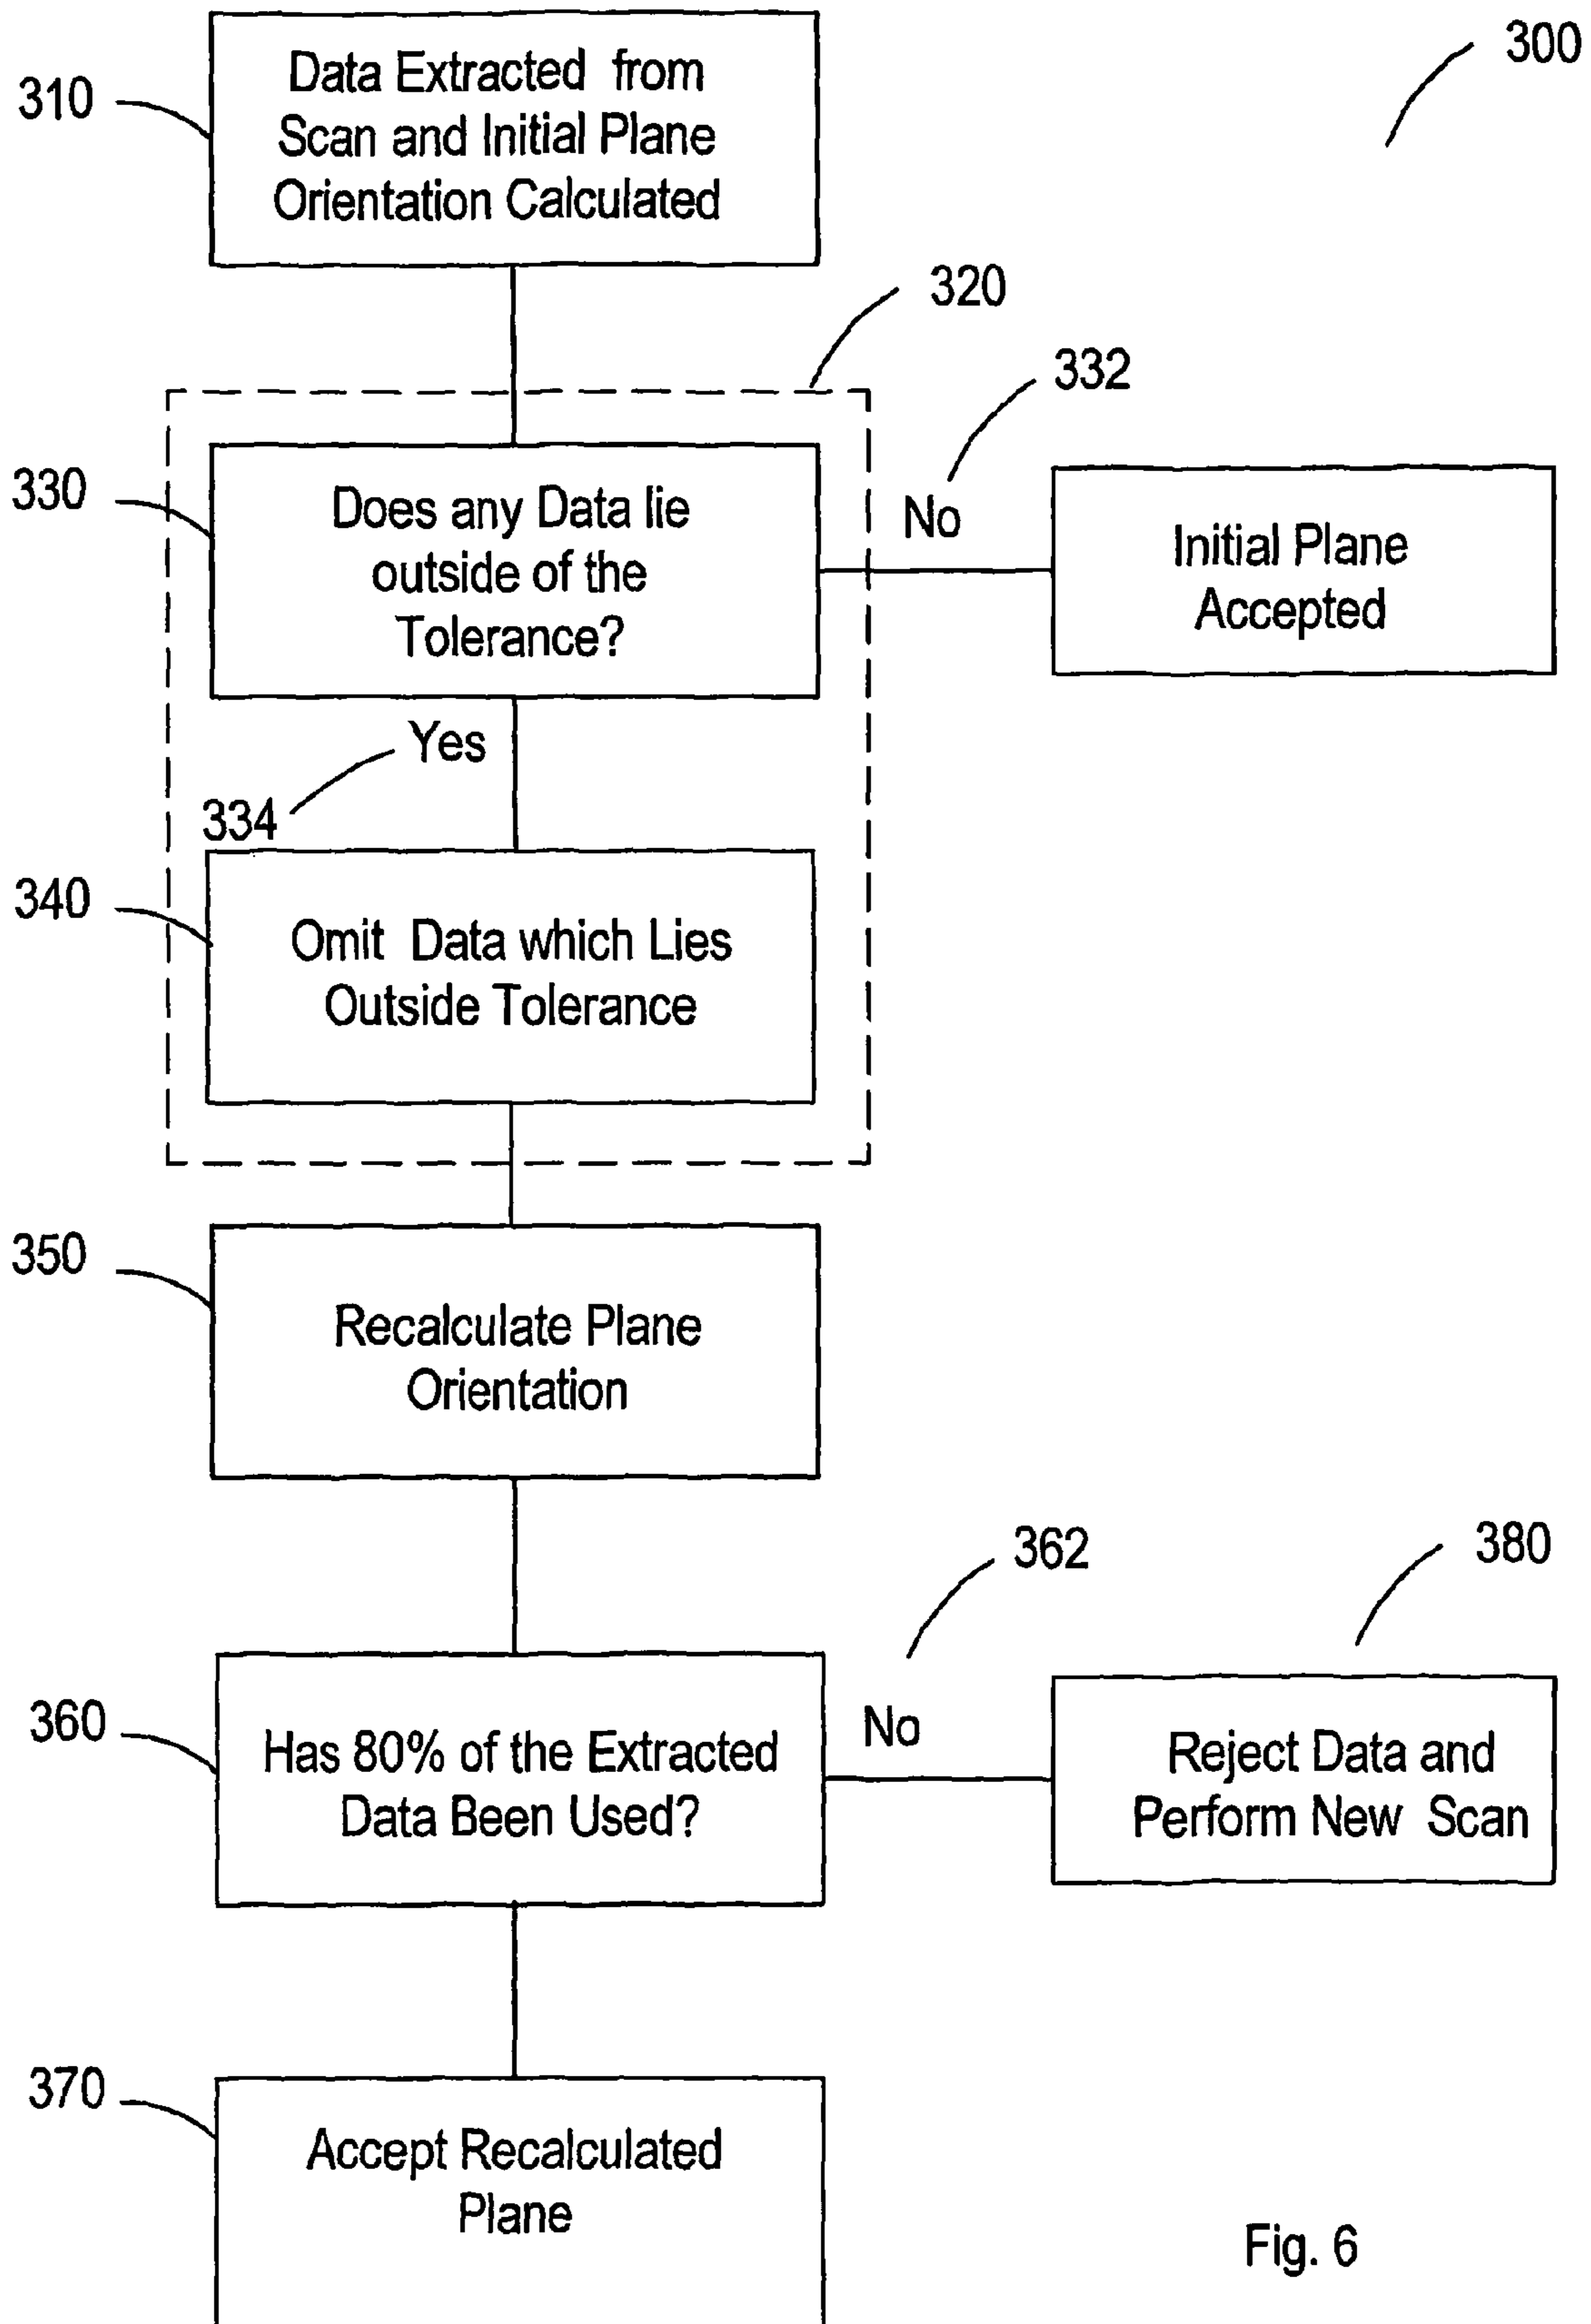 300
310
Data Extracted from
Scan and Initial Plane
Orientation Calculated
320
332
330
Does any Data lie
outside of the
Tolerance?
No
Initial Plane
Accepted
Yes
334
340
Omit Data which Lies
Outside Tolerance
350
Recalculate Plane
Orientation
362
380
360
Has 80% of the Extracted
Data Been Used?
No
Reject Data and
Perform New Scan
370
Accept Recalculated
Plane
Fig. 6